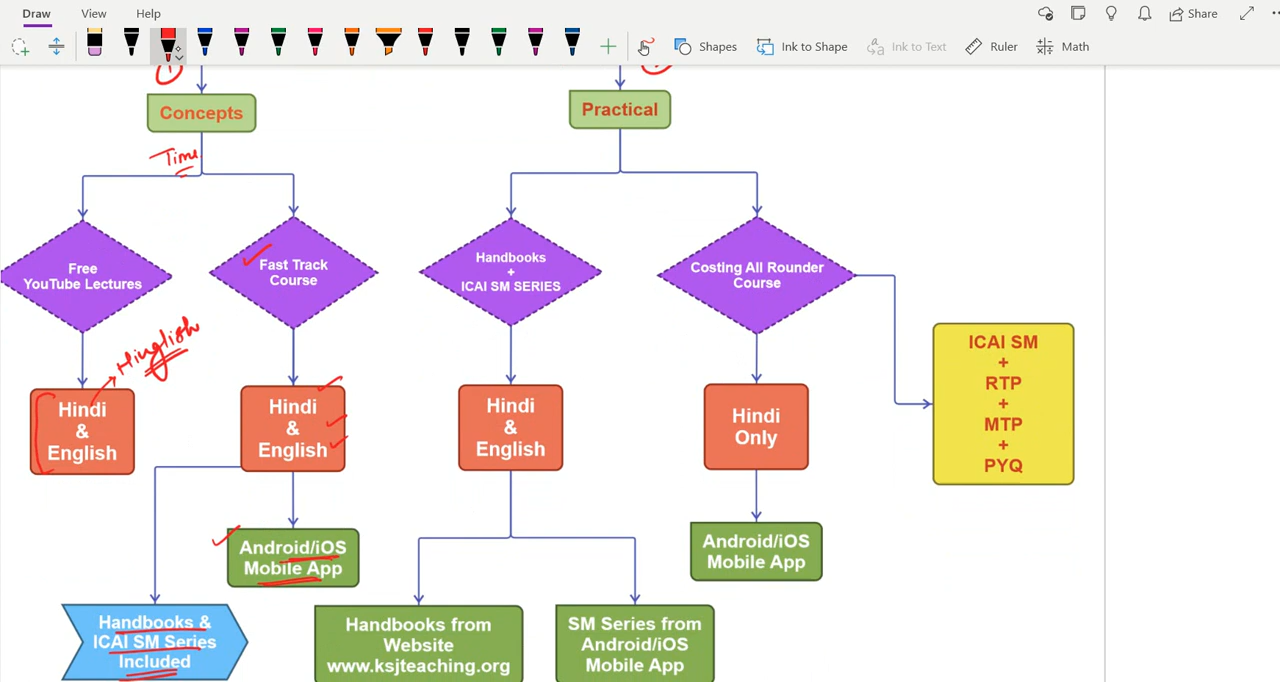 Draw View Help
Share
Shapes
Ink to Shape
Ink to Text
Ruler
Math
Concepts
Practical
Time
Free
YouTube Lectures
Fast Track
Course
Handbooks
+
ICAI SM SERIES
Costing All Rounder
Course
Hinglish
Hindi
&
English
Hindi
&
English
Hindi
&
English
Hindi
Only
ICAI SM
+
RTP
+
MTP
+
PYQ
Android/iOS
Mobile App
Android/iOS
Mobile App
Handbooks &
ICAI SM Series
Included
Handbooks from
Website
www.ksjteaching.org
SM Series from
Android/iOS
Mobile App